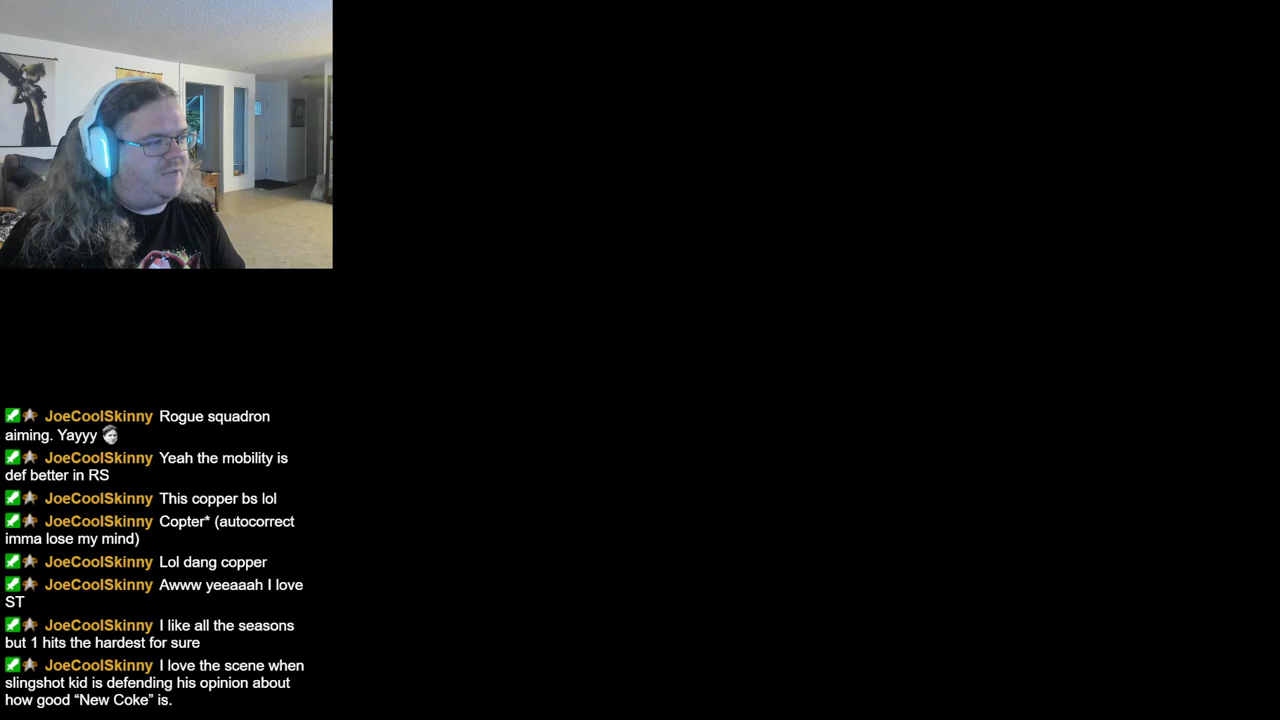 JoeCoolSkinny Rogue squadron
aiming. Yayyy
JoeCoolSkinny Yeah the mobility is
def better in RS
JoeCoolSkinny This copper bs lol
JoeCoolSkinny Copter* (autocorrect
imma lose my mind)
JoeCoolSkinny Lol dang copper
JoeCoolSkinny Awww yeeaaah I love
ST
JoeCoolSkinny I like all the seasons
but 1 hits the hardest for sure
JoeCoolSkinny I love the scene when
slingshot kid is defending his opinion about
how good “New Coke” is.